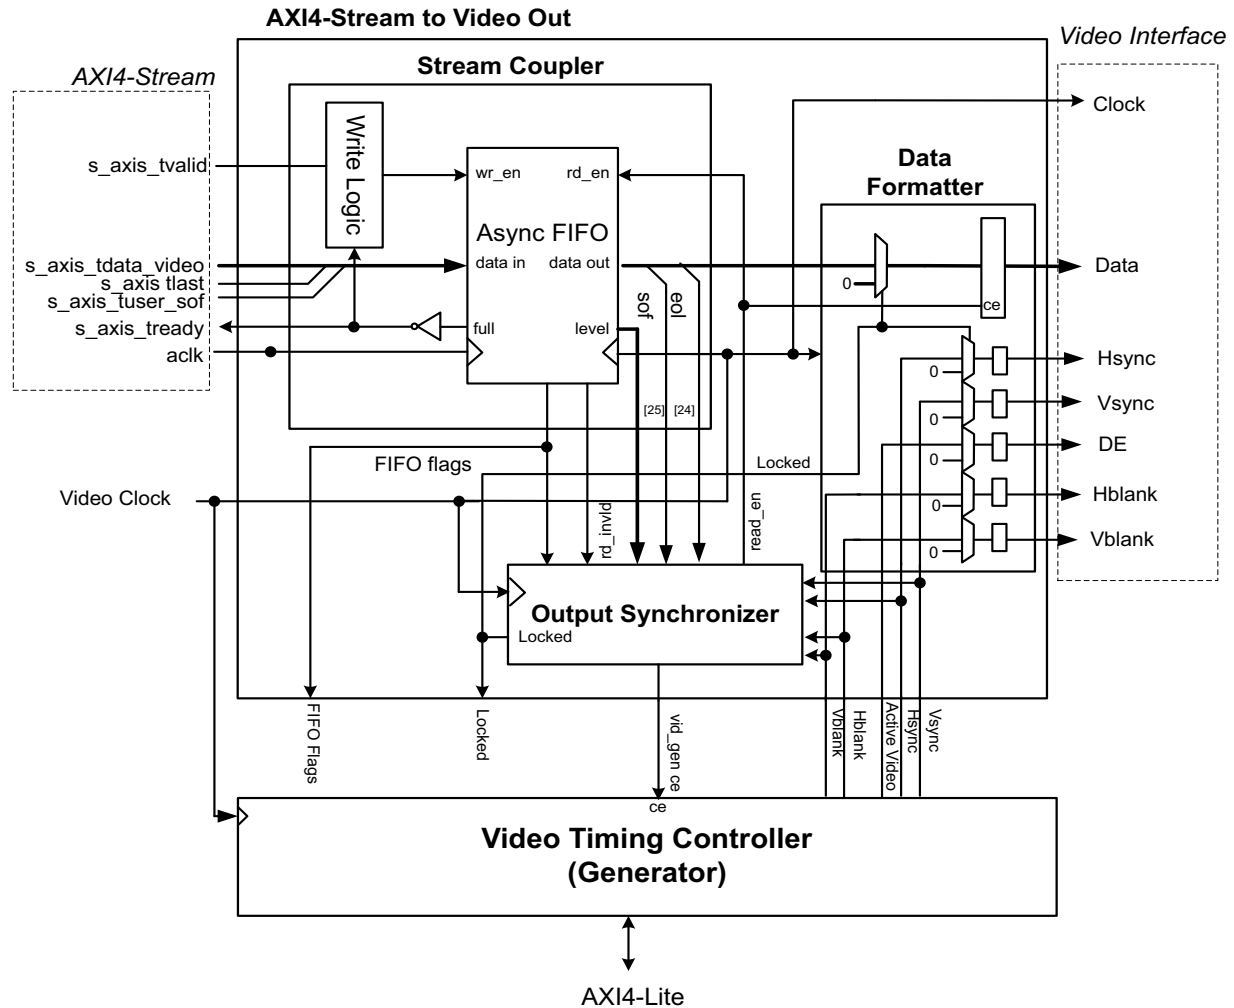 AXI4-Stream to Video Out
Video Interface
AXI4-Stream
Stream Coupler
Clock
Write Logic
s_axis_tvalid
wr_en
rd_en
Data
Formatter
Async FIFO
s_axis_tdata_video
data in
data out
Data
s_axis tlast
0
s_axis_tuser_sof
sof
eol
ce
s_axis_tready
full
level
aclk
Hsync
0
Vsync
[25]
[24]
0
DE
FIFO flags
Locked
0
Video Clock
Hblank
0
rd_invld
read_en
Vblank
0
Output Synchronizer
Locked
FIFO Flags
Locked
vid_gen ce
Vblank
Hblank
Active Video
Hsync
Vsync
ce
Video Timing Controller
(Generator)
AXI4-Lite